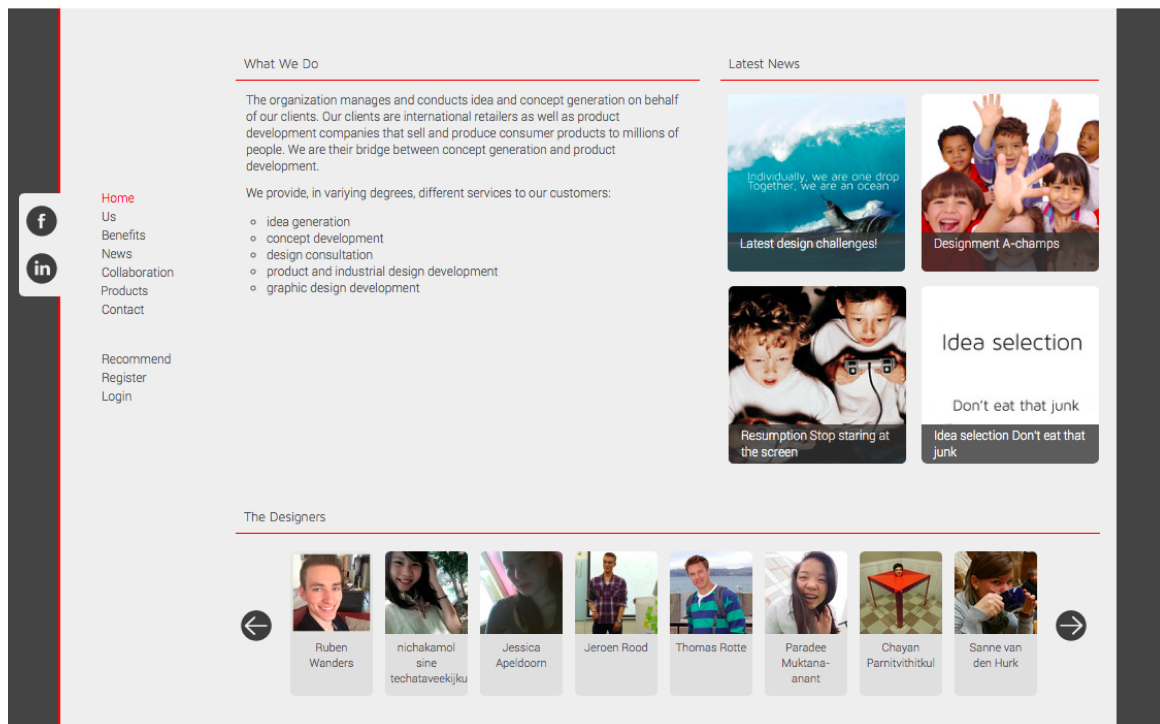 f
in
Home
Us
Benefits
News
Collaboration
Products
Contact
Recommend
Register
Login
What We Do
The organization manages and conducts idea and concept generation on behalf
of our clients. Our clients are international retailers as well as product
development companies that sell and produce consumer products to millions of
people. We are their bridge between concept generation and product
development.
We provide, in variying degrees, different services to our customers:
idea generation
concept development
design consultation
product and industrial design development
graphic design development
Latest News
Individually, we are one drop
Together, we are an ocean
Latest design challenges!
Designment A-champs
Resumption Stop staring at
the screen
Idea selection
Don't eat that junk
Idea selection Don't eat that
junk
The Designers
Ruben
Wanders
nichakamol
sine
techataveekijku
Jessica
Apeldoorn
Jeroen Rood
Thomas Rotte
Paradee
Muktana-
anant
Chayan
Parnitvithitkul
Sanne van
den Hurk